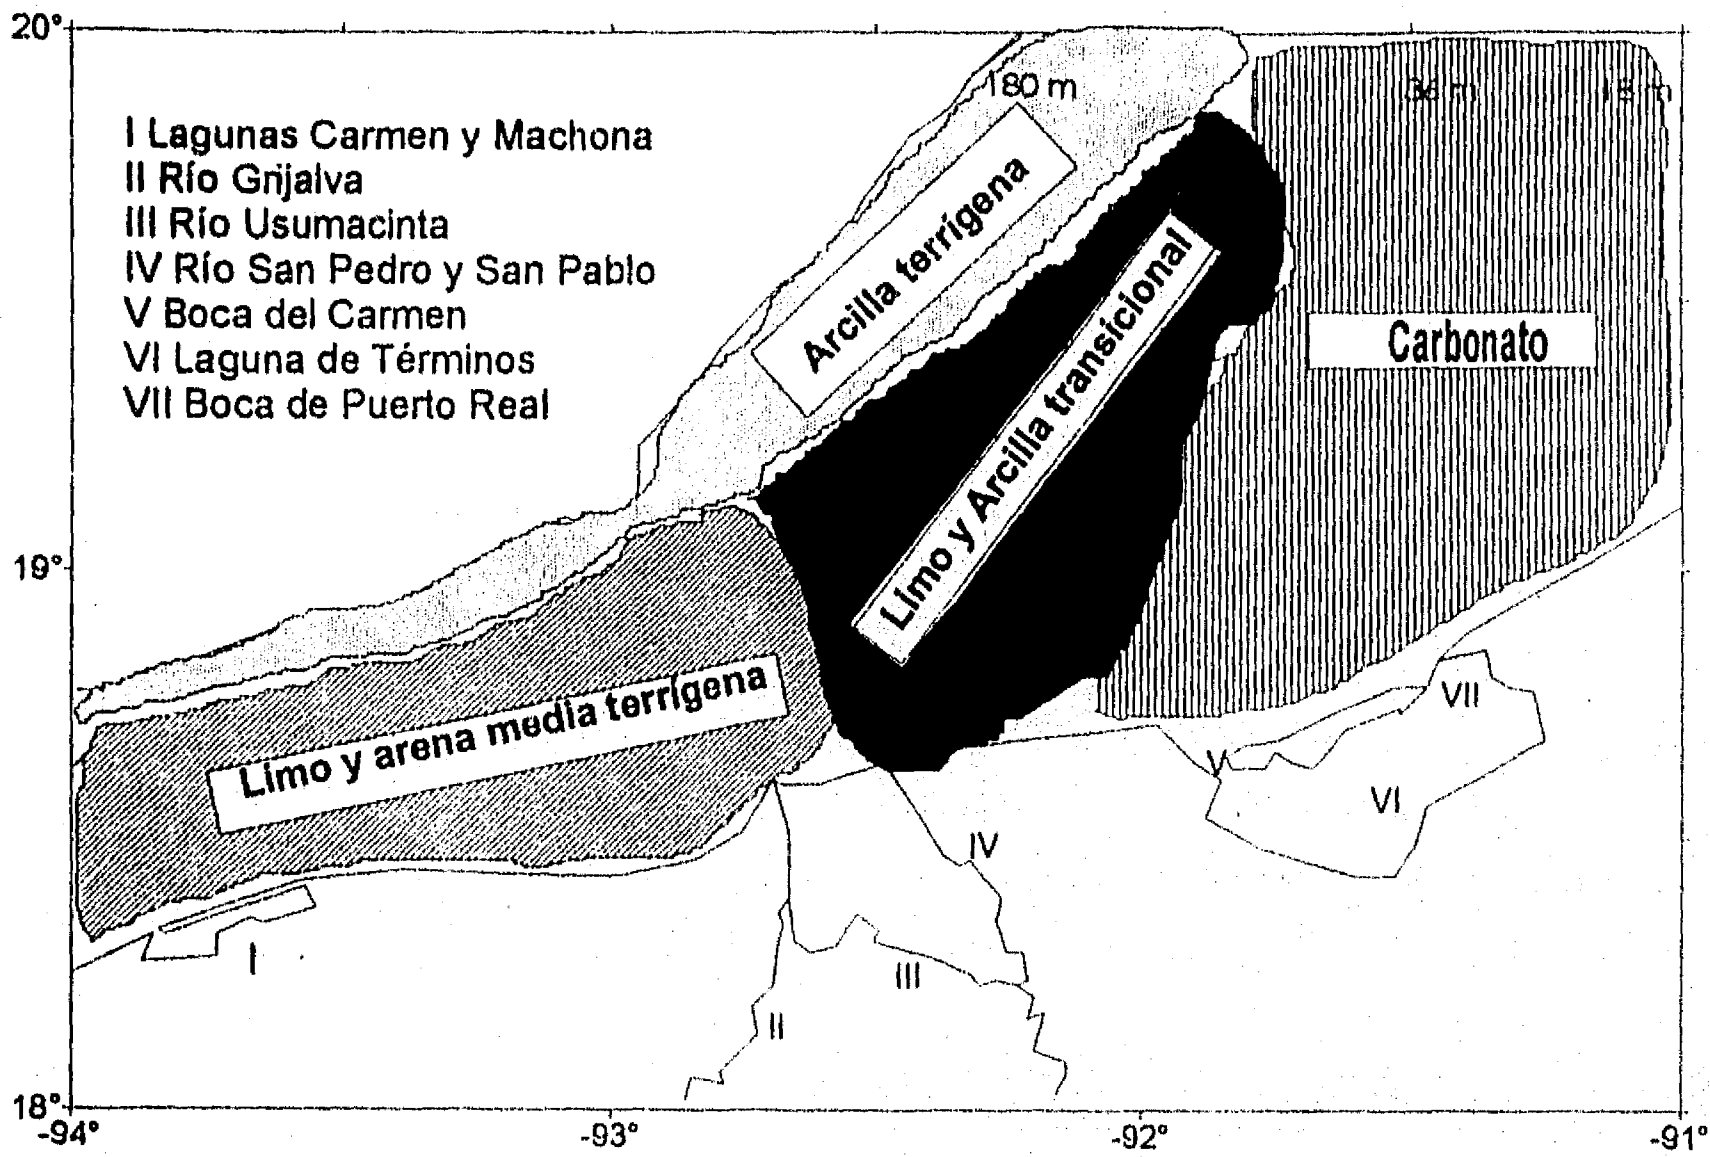 20°
180 m
36 m
18 m
I Lagunas Carmen y Machona
II Río Grijalva
III Río Usumacinta
IV Río San Pedro y San Pablo
V Boca del Carmen
VI Laguna de Términos
VII Boca de Puerto Real
Arcilla terrígena
Limo y Arcilla transicional
Carbonato
19°
Limo y arena media terrígena
VII
V
VI
IV
I
III
II
18°
-94°
-93°
-92°
-91°